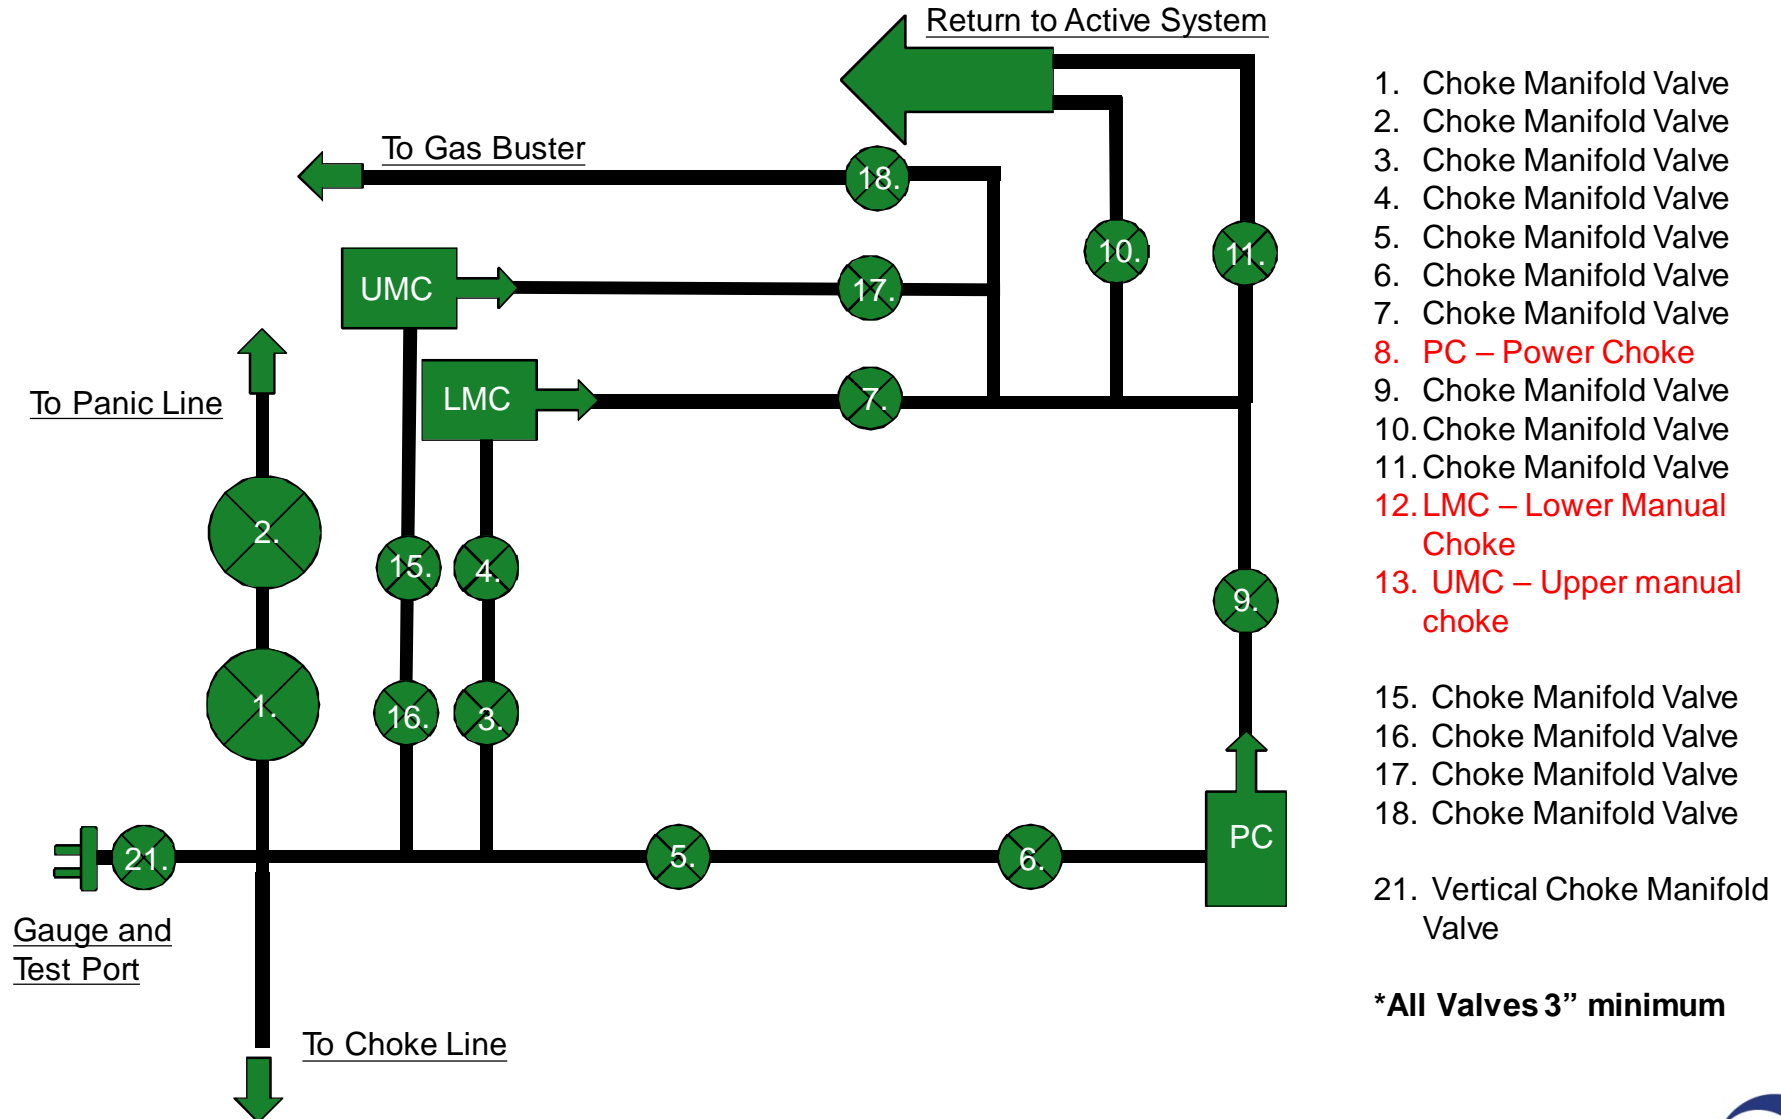 Return to Active System
To Gas Buster
18.
10.
11.
UMC
17.
LMC
7.
To Panic Line
2.
15.
4.
9.
1.
16.
3.
PC
21.
5.
6.
Gauge and
Test Port
To Choke Line
1. Choke Manifold Valve
2. Choke Manifold Valve
3. Choke Manifold Valve
4. Choke Manifold Valve
5. Choke Manifold Valve
6. Choke Manifold Valve
7. Choke Manifold Valve
8. PC – Power Choke
9. Choke Manifold Valve
10. Choke Manifold Valve
11. Choke Manifold Valve
12. LMC – Lower Manual
Choke
13. UMC – Upper manual
choke
15. Choke Manifold Valve
16. Choke Manifold Valve
17. Choke Manifold Valve
18. Choke Manifold Valve
21. Vertical Choke Manifold
Valve
*All Valves 3” minimum